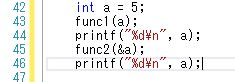 42 int a = 5;
43 func1(a);
44 printf("%d¥n", a);
45 func2(&a);
46 printf("%d¥n", a);